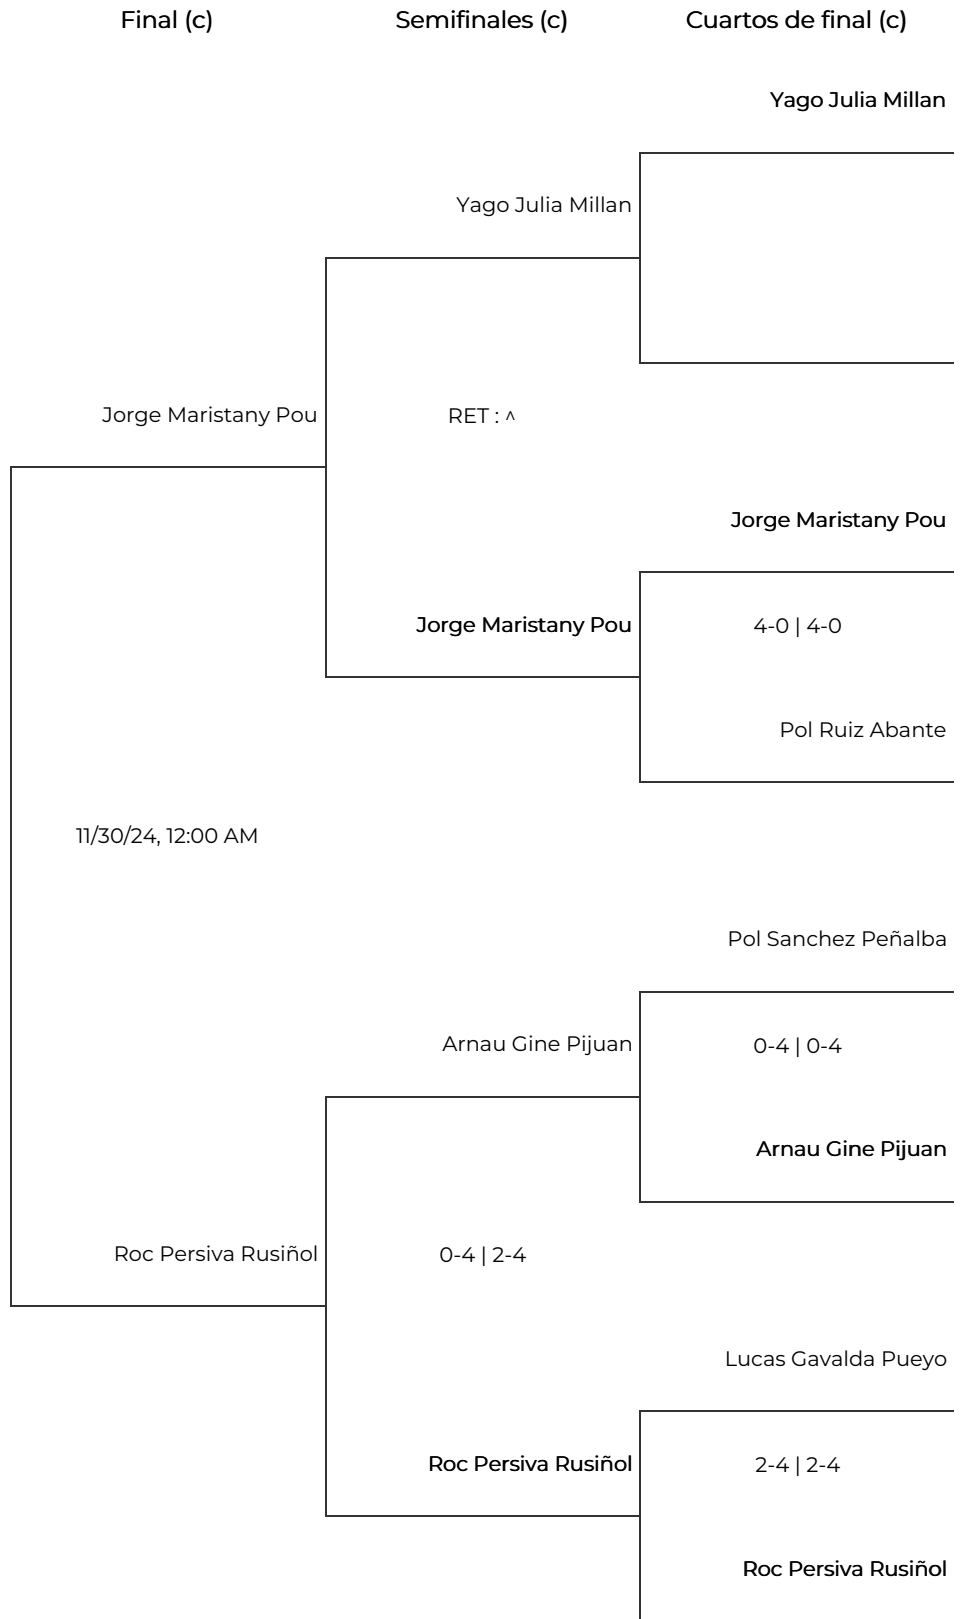 Final (c)
Semifinales (c)
Cuartos de final (c)
Yago Julia Millan
Yago Julia Millan
Jorge Maristany Pou
RET : ^
Jorge Maristany Pou
Jorge Maristany Pou
4-0 | 4-0
Pol Ruiz Abante
11/30/24, 12:00 AM
Pol Sanchez Peñalba
Arnau Gine Pijuan
0-4 | 0-4
Arnau Gine Pijuan
Roc Persiva Rusiñol
0-4 | 2-4
Lucas Gavalda Pueyo
Roc Persiva Rusiñol
2-4 | 2-4
Roc Persiva Rusiñol